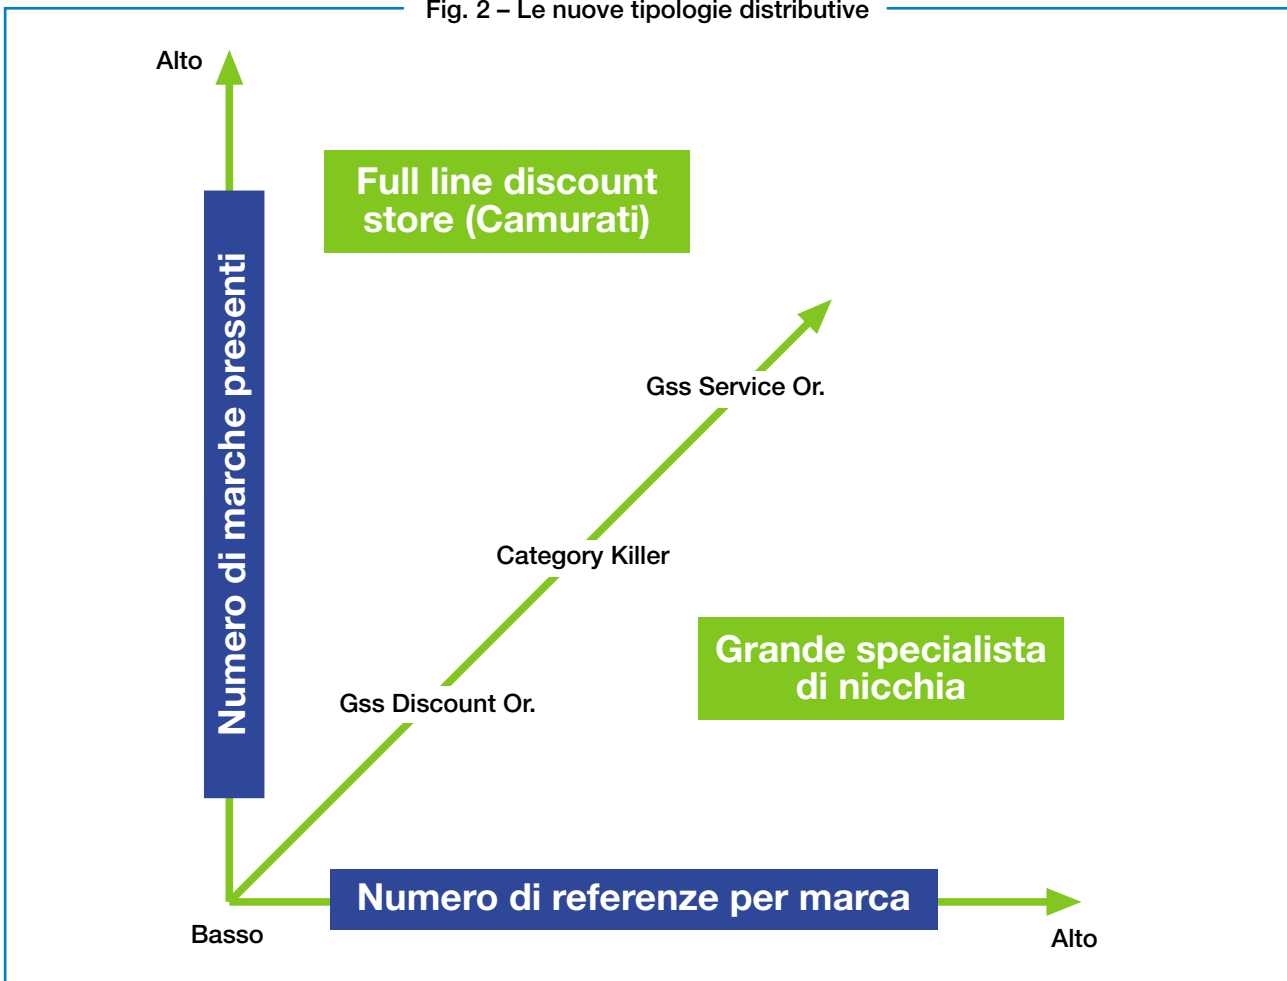 Fig. 2 – Le nuove tipologie distributive
Alto
Full line discount
store (Camurati)
Numero di marche presenti
Gss Service Or.
Category Killer
Grande specialista
di nicchia
Gss Discount Or.
Numero di referenze per marca
Basso
Alto